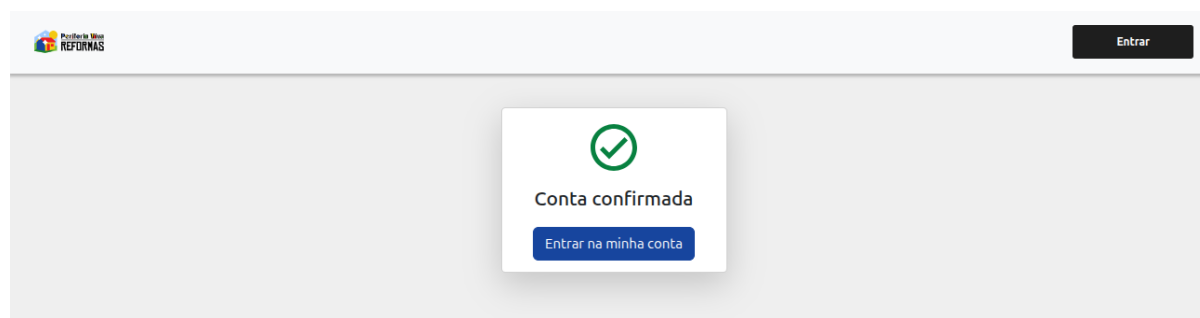 Periferia Viva
REFORMAS
Entrar
Conta confirmada
Entrar na minha conta